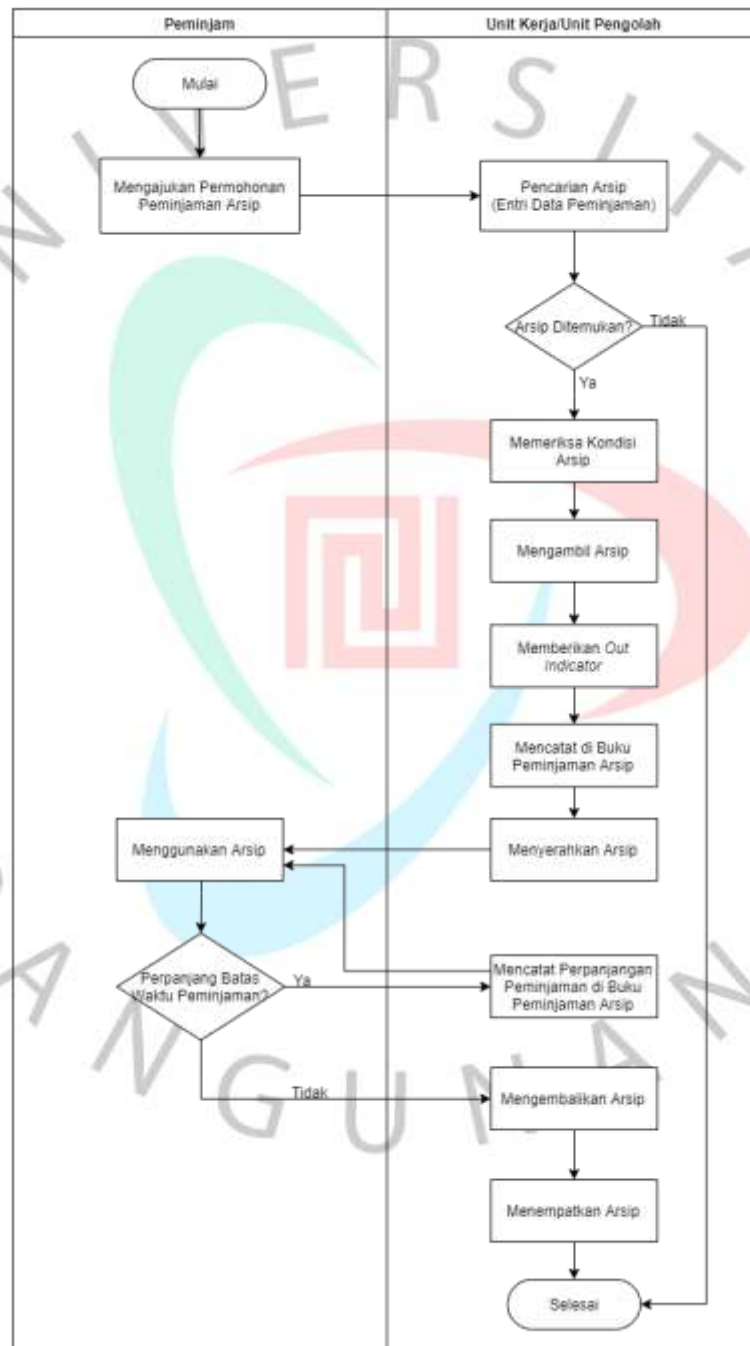 Peminjam
Unit Kerja/Unit Pengolah
Mulai
Mengajukan Permohonan
Peminjaman Arsip
Pencarian Arsip
(Entri Data Peminjaman)
Arsip Ditemukan?
Tidak
Ya
Memeriksa Kondisi
Arsip
Mengambil Arsip
Memberikan Out
Indicator
Mencatat di Buku
Peminjaman Arsip
Menyerahkan Arsip
Menggunakan Arsip
Perpanjang Batas
Waktu Peminjaman?
Ya
Mencatat Perpanjangan
Peminjaman di Buku
Peminjaman Arsip
Tidak
Mengembalikan Arsip
Menempatkan Arsip
Selesai
NIVERSITA
ANGUNAN